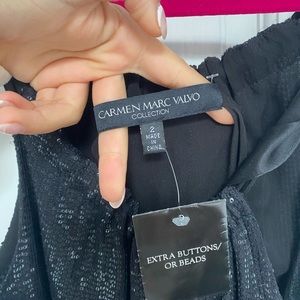 CARMEN MARC VALVO
COLLECTION
2
MADE IN
CHINA
EXTRA BUTTONS/
OR BEADS